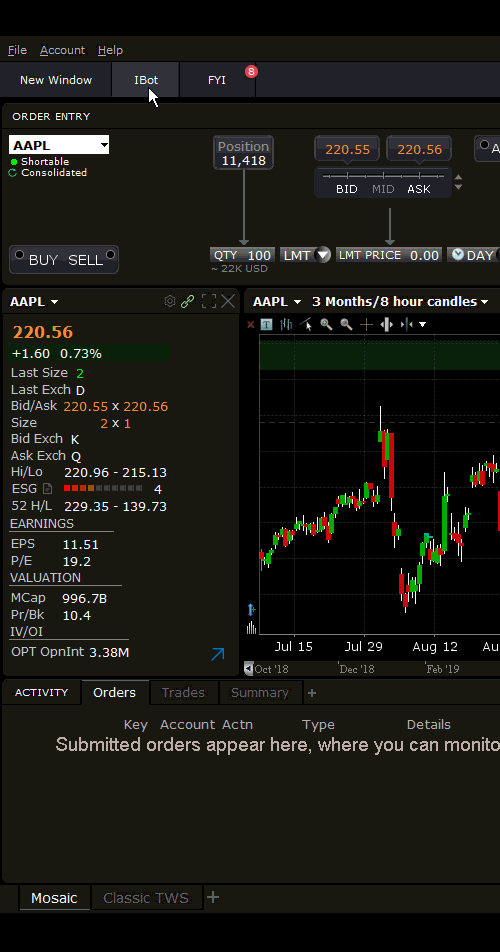 File Account Help
New Window IBot FYI 8
ORDER ENTRY
AAPL
Shortable
Consolidated
Position
11,418
220.55 220.56
BID MID ASK
BUY SELL
QTY 100 LMT LMT PRICE 0.00 DAY
~ 22K USD
AAPL
220.56
+1.60 0.73%
Last Size 2
Last Exch D
Bid/Ask 220.55 x 220.56
Size 2 x 1
Bid Exch K
Ask Exch Q
Hi/Lo 220.96 - 215.13
ESG 4
52 H/L 229.35 - 139.73
EARNINGS
EPS 11.51
P/E 19.2
VALUATION
MCap 996.7B
Pr/Bk 10.4
IV/OI
OPT OpnInt 3.38M
AAPL 3 Months/8 hour candles
Jul 15 Jul 29 Aug 12 Au
Oct '18 Dec '18 Feb '19
ACTIVITY Orders Trades Summary +
Key Account Actn Type Details
Submitted orders appear here, where you can monito
Mosaic Classic TWS +